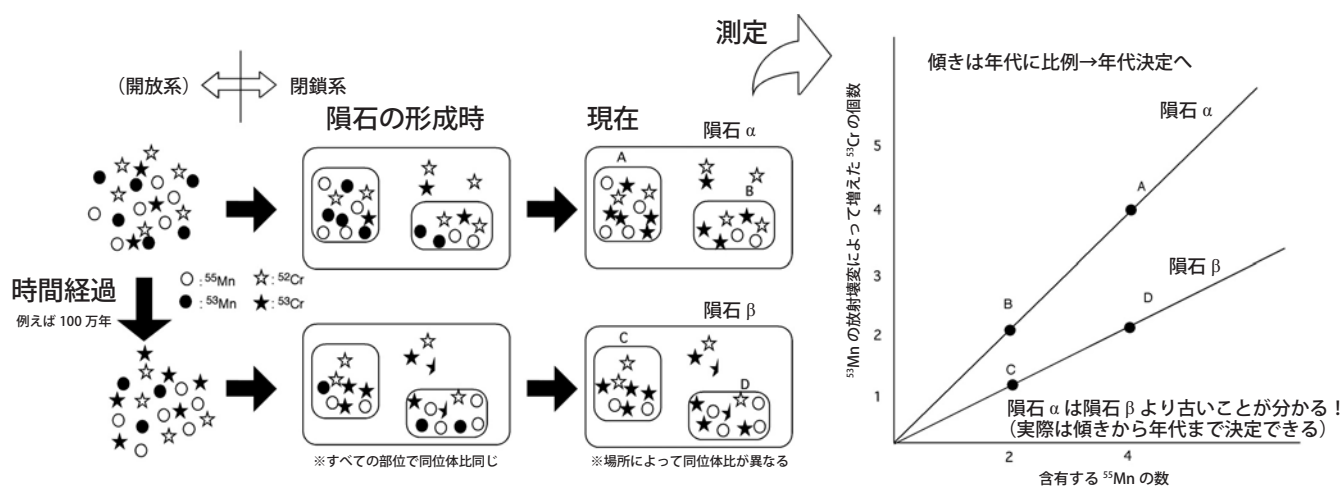 (開放系)
閉鎖系
隕石の形成時
現在
測定
隕石 α
A
B
時間経過
例えば 100 万年
○ : ⁵⁵Mn ☆ : ⁵²Cr
● : ⁵³Mn ★ : ⁵³Cr
隕石 β
C
D
※すべての部位で同位体比同じ
※場所によって同位体比が異なる
⁵³Mn の放射壊変によって増えた ⁵³Cr の個数
傾きは年代に比例→年代決定へ
隕石 α
5
A
4
隕石 β
3
B
D
2
C
1
隕石 α は隕石 β より古いことが分かる!
(実際は傾きから年代まで決定できる)
2
4
含有する ⁵⁵Mn の数